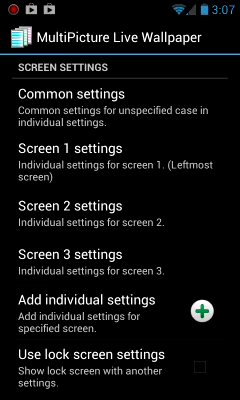 3:07
MultiPicture Live Wallpaper
SCREEN SETTINGS
Common settings
Common settings for unspecified case in
individual settings.
Screen 1 settings
Individual settings for screen 1. (Leftmost
screen)
Screen 2 settings
Individual settings for screen 2.
Screen 3 settings
Individual settings for screen 3.
Add individual settings
Add individual settings for
specified screen.
Use lock screen settings
Show lock screen with another
settings.